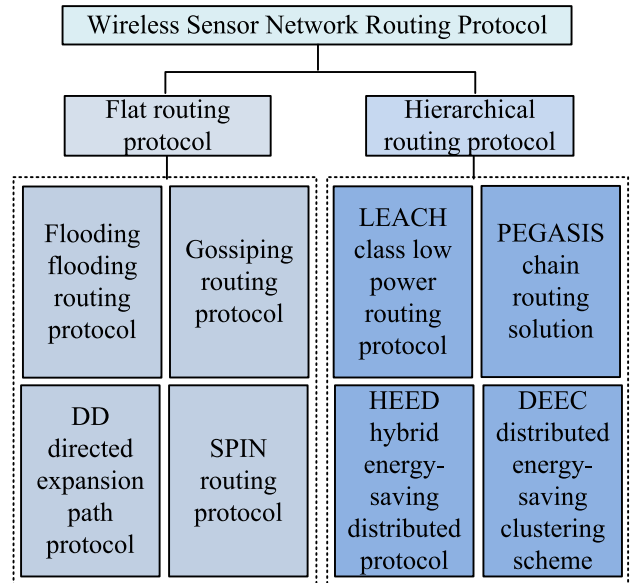 Wireless Sensor Network Routing Protocol
Flat routing
protocol
Hierarchical
routing protocol
Flooding
flooding
routing
protocol
Gossiping
routing
protocol
LEACH
class low
power
routing
protocol
PEGASIS
chain
routing
solution
DD
directed
expansion
path
protocol
SPIN
routing
protocol
HEED
hybrid
energy-
saving
distributed
protocol
DEEC
distributed
energy-
saving
clustering
scheme